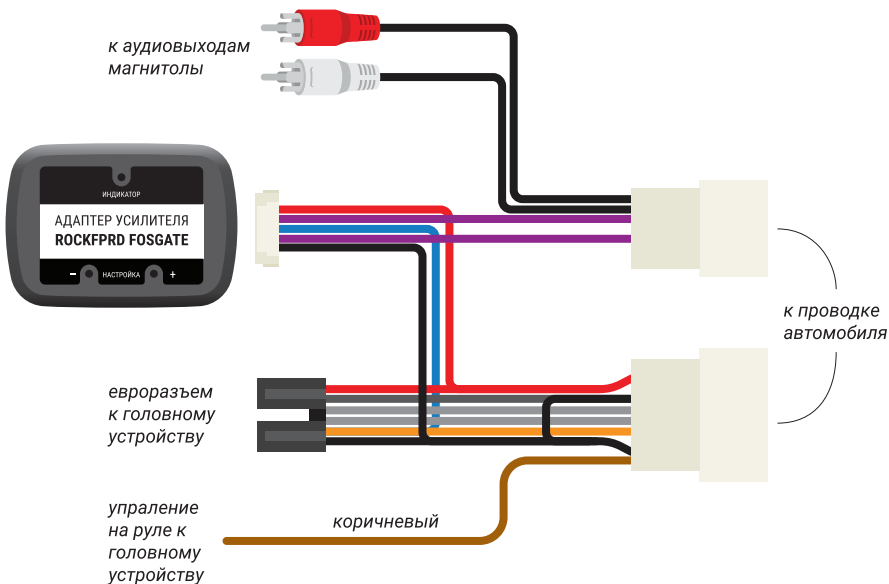 к аудиовыходам
магнитолы
ИНДИКАТОР
АДАПТЕР УСИЛИТЕЛЯ
ROCKFPRD FOSGATE
– НАСТРОЙКА +
к проводке
автомобиля
евроразъем
к головному
устройству
упраление
на руле к
головному
устройству
коричневый